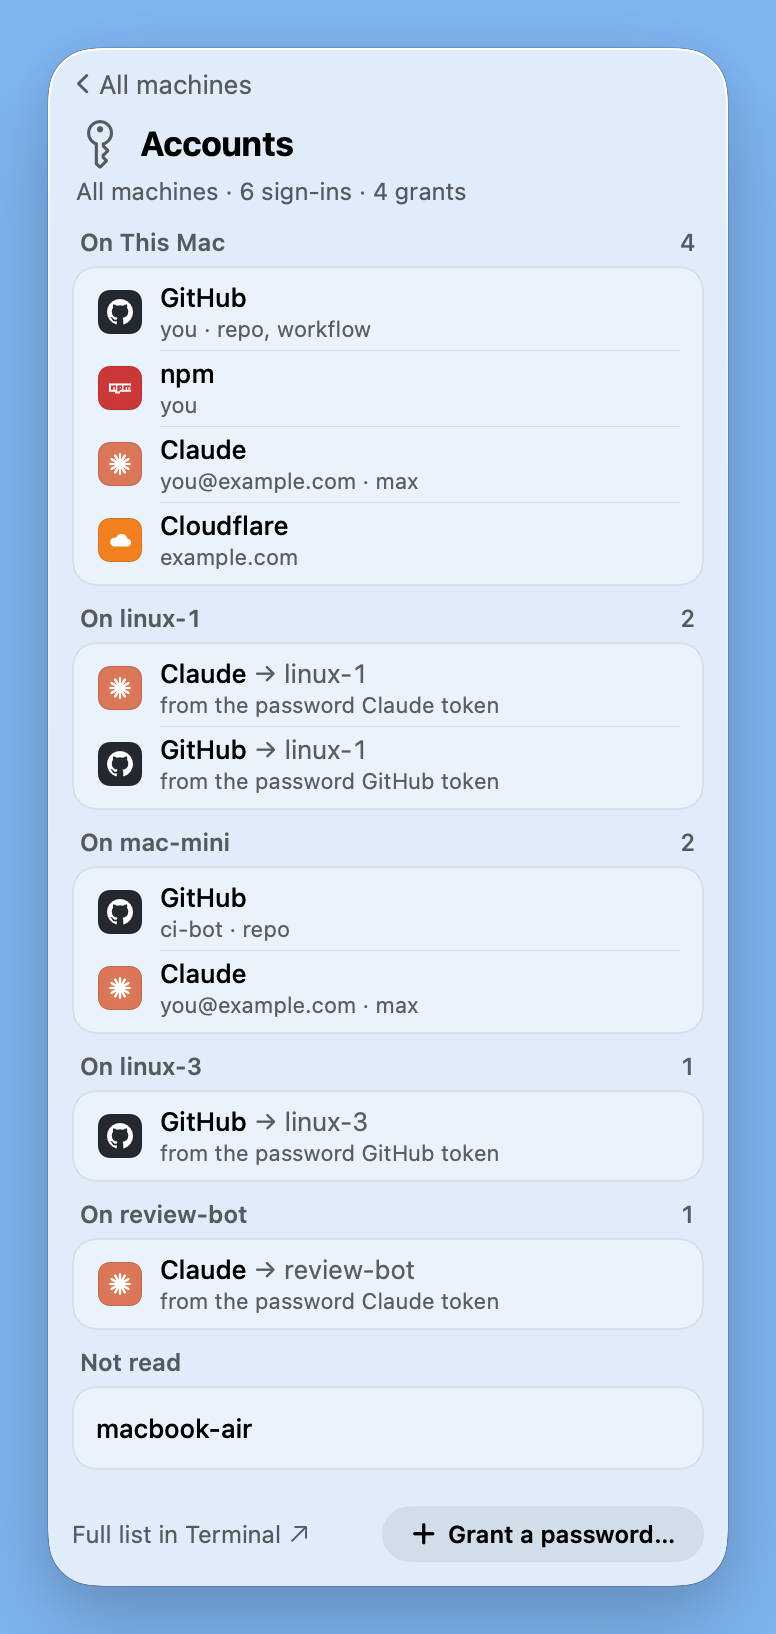 All machines
Accounts
All machines · 6 sign-ins · 4 grants
On This Mac 4
GitHub
you · repo, workflow
npm
npm
you
Claude
you@example.com · max
Cloudflare
example.com
On linux-1 2
Claude → linux-1
from the password Claude token
GitHub → linux-1
from the password GitHub token
On mac-mini 2
GitHub
ci-bot · repo
Claude
you@example.com · max
On linux-3 1
GitHub → linux-3
from the password GitHub token
On review-bot 1
Claude → review-bot
from the password Claude token
Not read
macbook-air
Full list in Terminal ↗ + Grant a password...